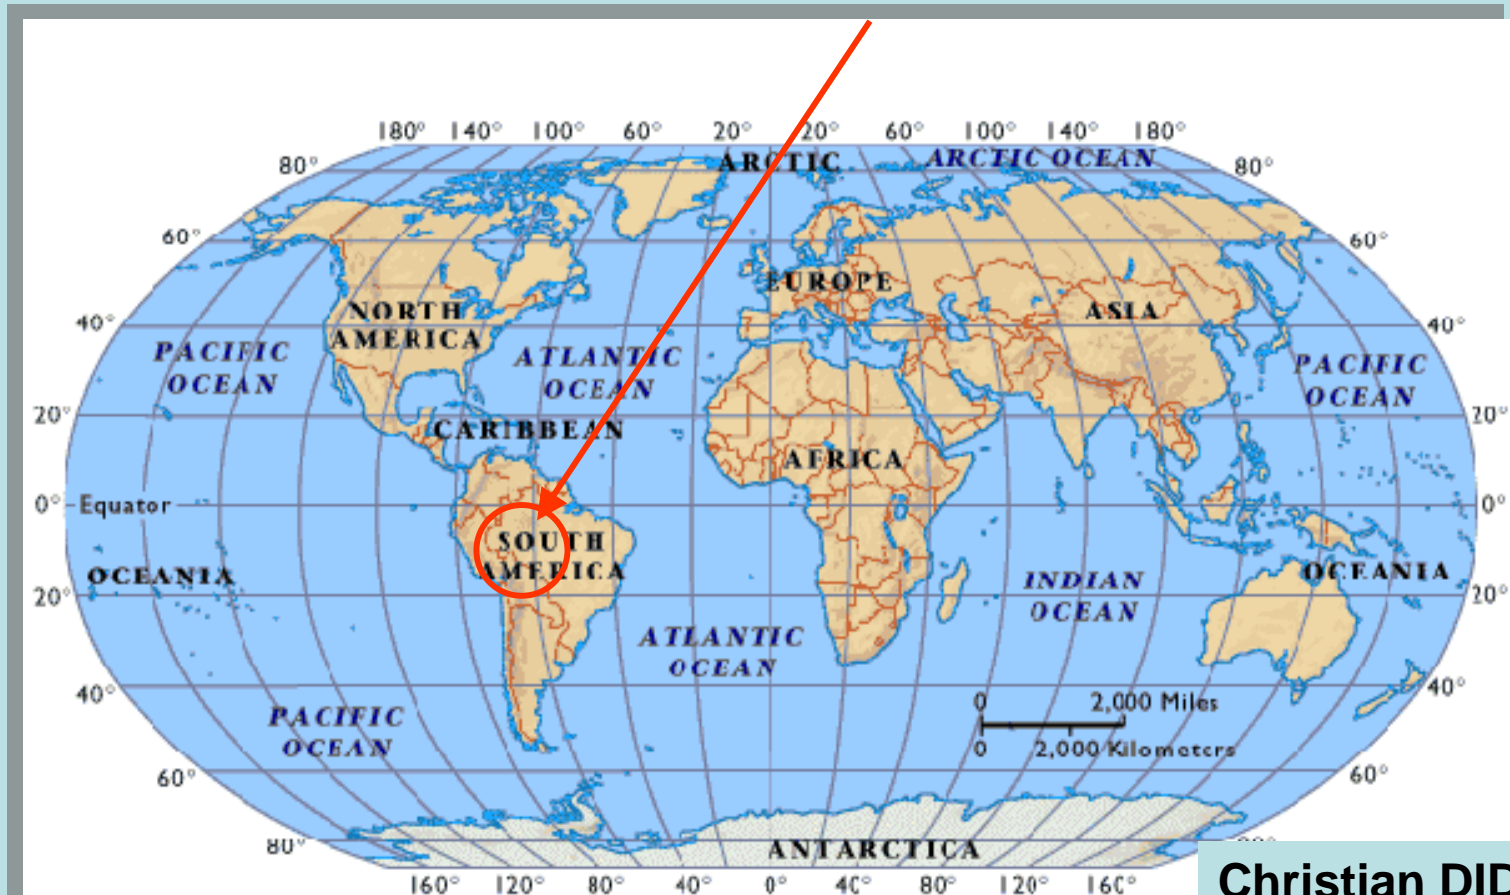 180° 140° 100° 60° 20° 20° 60° 100° 140° 180°
80° ARCTIC ARCTIC OCEAN 80°
60° 60°
EUROPE
NORTH
AMERICA
ASIA
40° 40°
PACIFIC
OCEAN
ATLANTIC
OCEAN
PACIFIC
OCEAN
20° 20°
CARIBBEAN
AFRICA
0° Equator 0°
SOUTH
AMERICA
OCEANIA
OCEANIA
INDIAN
OCEAN
20° 20°
ATLANTIC
OCEAN
40° 40°
0 2,000 Miles
0 2,000 Kilometers
PACIFIC
OCEAN
60° 60°
80°
ANTARCTICA
Christian DID
160° 120° 80° 40° 0° 40 80° 120° 160